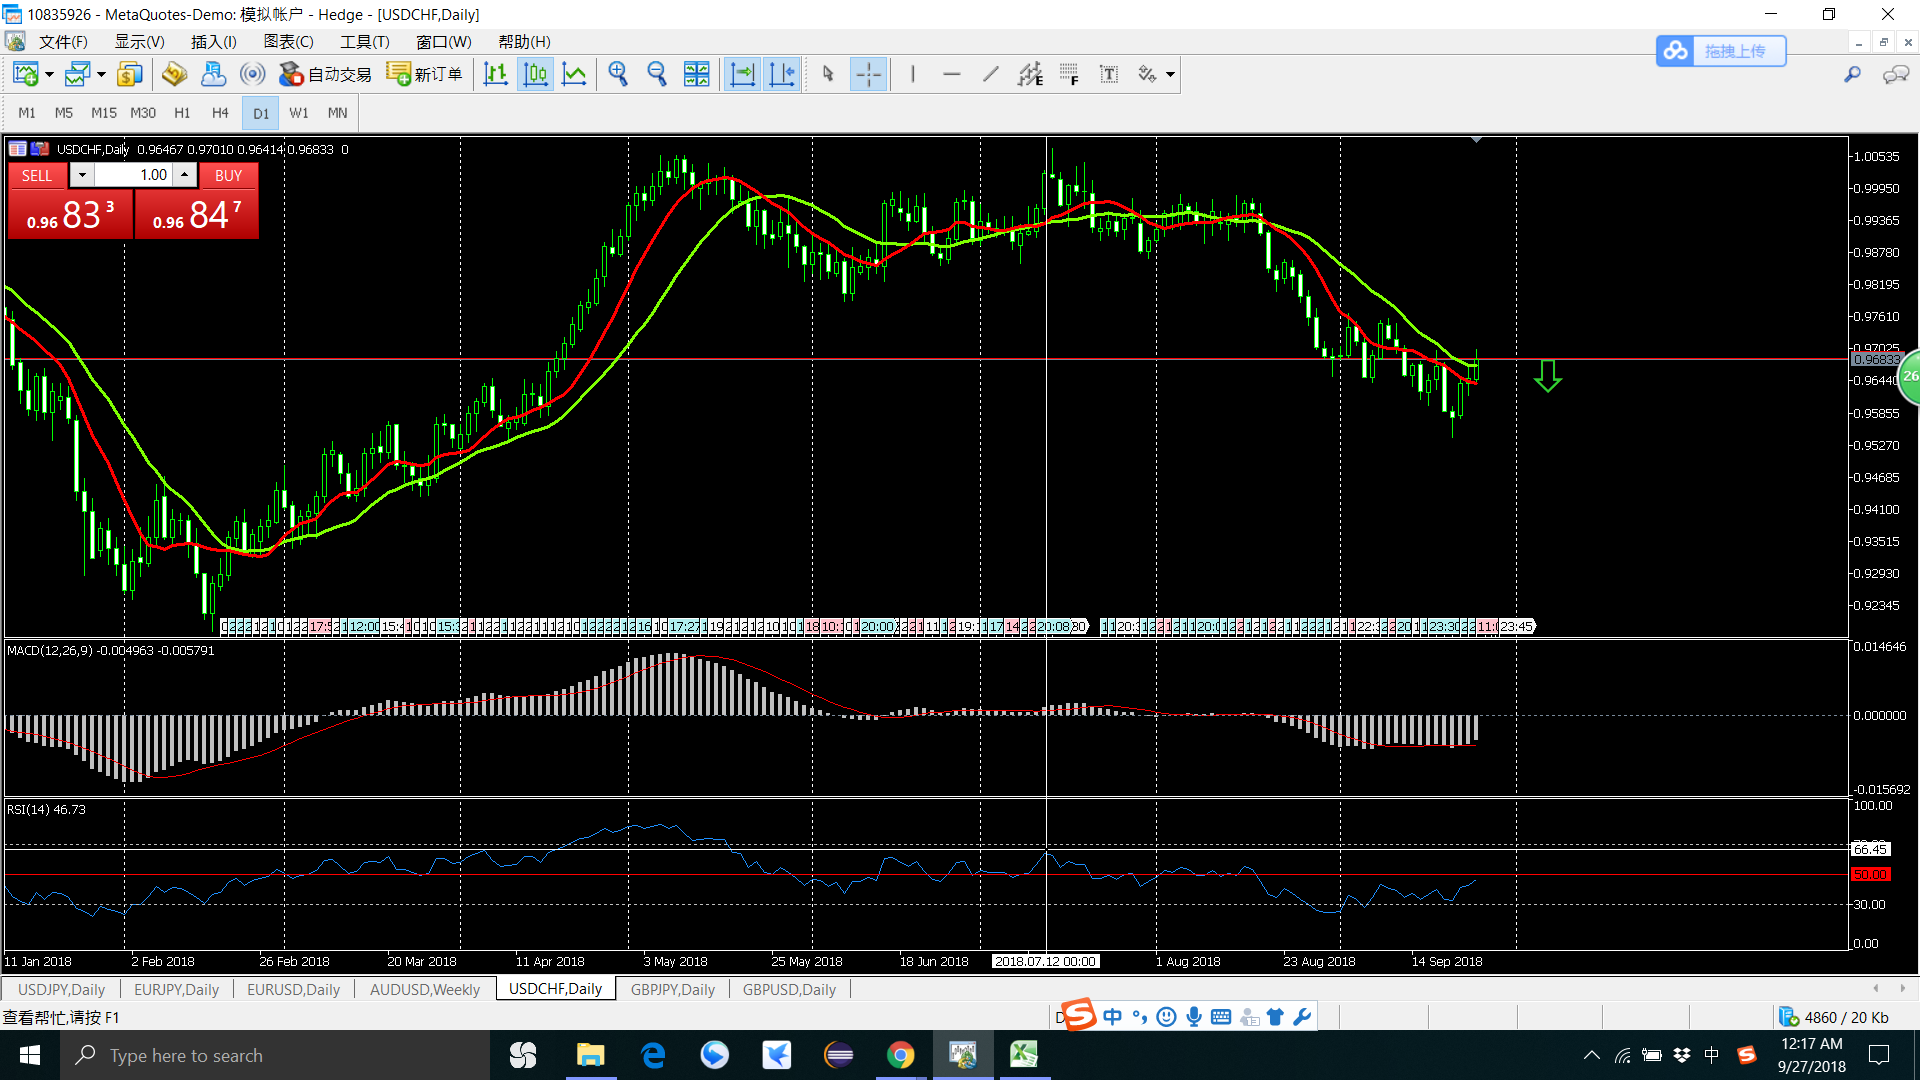 10835926 - MetaQuotes-Demo: 模拟帐户 - Hedge - [USDCHF,Daily]
文件(F) 显示(V) 插入(I) 图表(C) 工具(T) 窗口(W) 帮助(H)
拖拽上传
自动交易 新订单
M1 M5 M15 M30 H1 H4 D1 W1 MN
USDCHF,Daily 0.96467 0.97010 0.96414 0.96833 0
SELL 1.00 BUY
0.96 83 3 0.96 84 7
1.00535
0.99950
0.99365
0.98780
0.98195
0.97610
0.97025
0.96833
0.96440
26
0.95855
0.95270
0.94685
0.94100
0.93515
0.92930
0.92345
MACD(12,26,9) -0.004963 -0.005791
0.014646
0.000000
-0.015692
RSI(14) 46.73
100.00
66.45
50.00
30.00
0.00
11 Jan 2018 2 Feb 2018 26 Feb 2018 20 Mar 2018 11 Apr 2018 3 May 2018 25 May 2018 18 Jun 2018 2018.07.12 00:00 1 Aug 2018 23 Aug 2018 14 Sep 2018
USDJPY,Daily EURJPY,Daily EURUSD,Daily AUDUSD,Weekly USDCHF,Daily GBPJPY,Daily GBPUSD,Daily
查看帮忙,请按 F1
中
4860 / 20 Kb
Type here to search
中
12:17 AM
9/27/2018